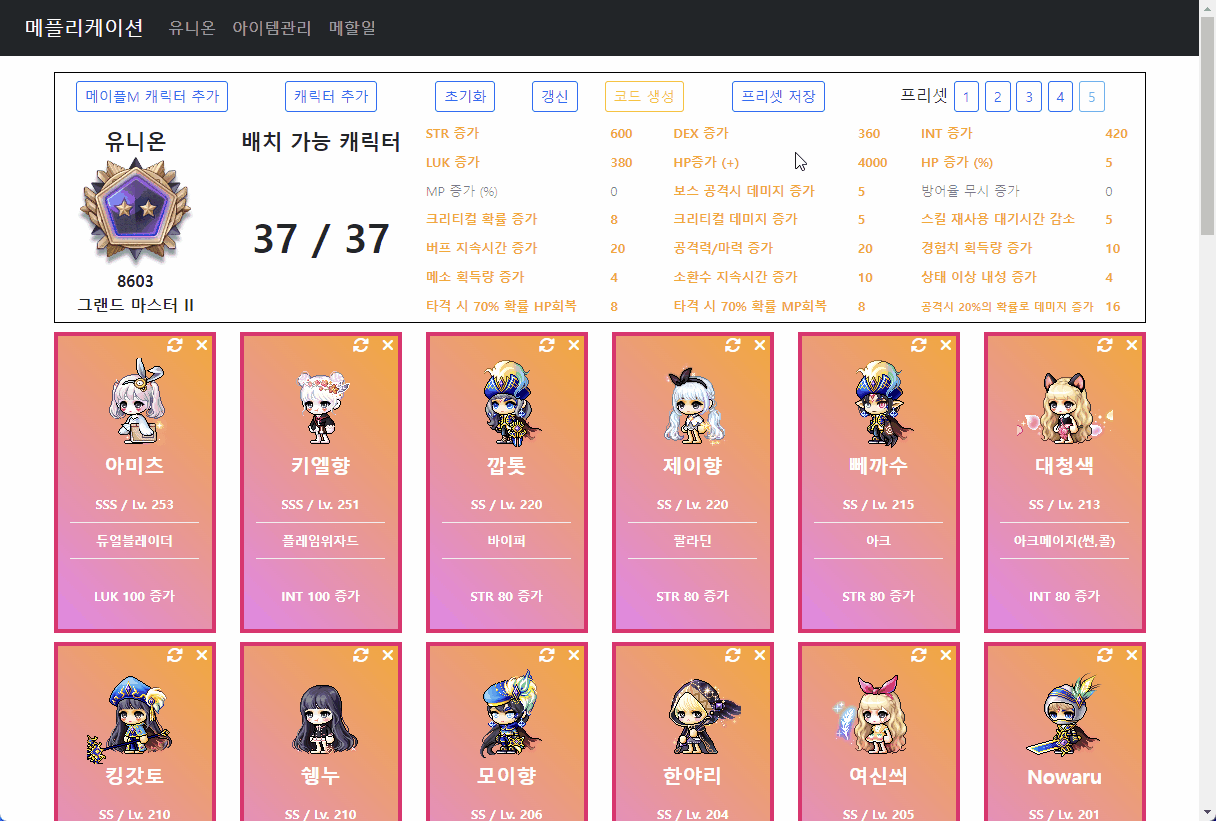 메플리케이션 유니온 아이템관리 메할일
메이플M 캐릭터 추가 캐릭터 추가 초기화 갱신 코드 생성 프리셋 저장 프리셋 1 2 3 4 5
유니온
8603
그랜드 마스터 II
배치 가능 캐릭터
37 / 37
STR 증가 600 DEX 증가 360 INT 증가 420
LUK 증가 380 HP증가 (+) 4000 HP 증가 (%) 5
MP 증가 (%) 0 보스 공격시 데미지 증가 5 방어율 무시 증가 0
크리티컬 확률 증가 8 크리티컬 데미지 증가 5 스킬 재사용 대기시간 감소 5
버프 지속시간 증가 20 공격력/마력 증가 20 경험치 획득량 증가 10
메소 획득량 증가 4 소환수 지속시간 증가 10 상태 이상 내성 증가 4
타격 시 70% 확률 HP회복 8 타격 시 70% 확률 MP회복 8 공격시 20%의 확률로 데미지 증가 16
아미츠 키엘향 깝톳 제이향 빼까수 대청색
SSS / Lv. 253 SSS / Lv. 251 SS / Lv. 220 SS / Lv. 220 SS / Lv. 215 SS / Lv. 213
듀얼블레이더 플레임위자드 바이퍼 팔라딘 아크 아크메이지(썬,콜)
LUK 100 증가 INT 100 증가 STR 80 증가 STR 80 증가 STR 80 증가 INT 80 증가
킹갓토 쉥누 모이향 한야리 여신씌 Nowaru
SS / Lv. 210 SS / Lv. 210 SS / Lv. 206 SS / Lv. 204 SS / Lv. 205 SS / Lv. 201